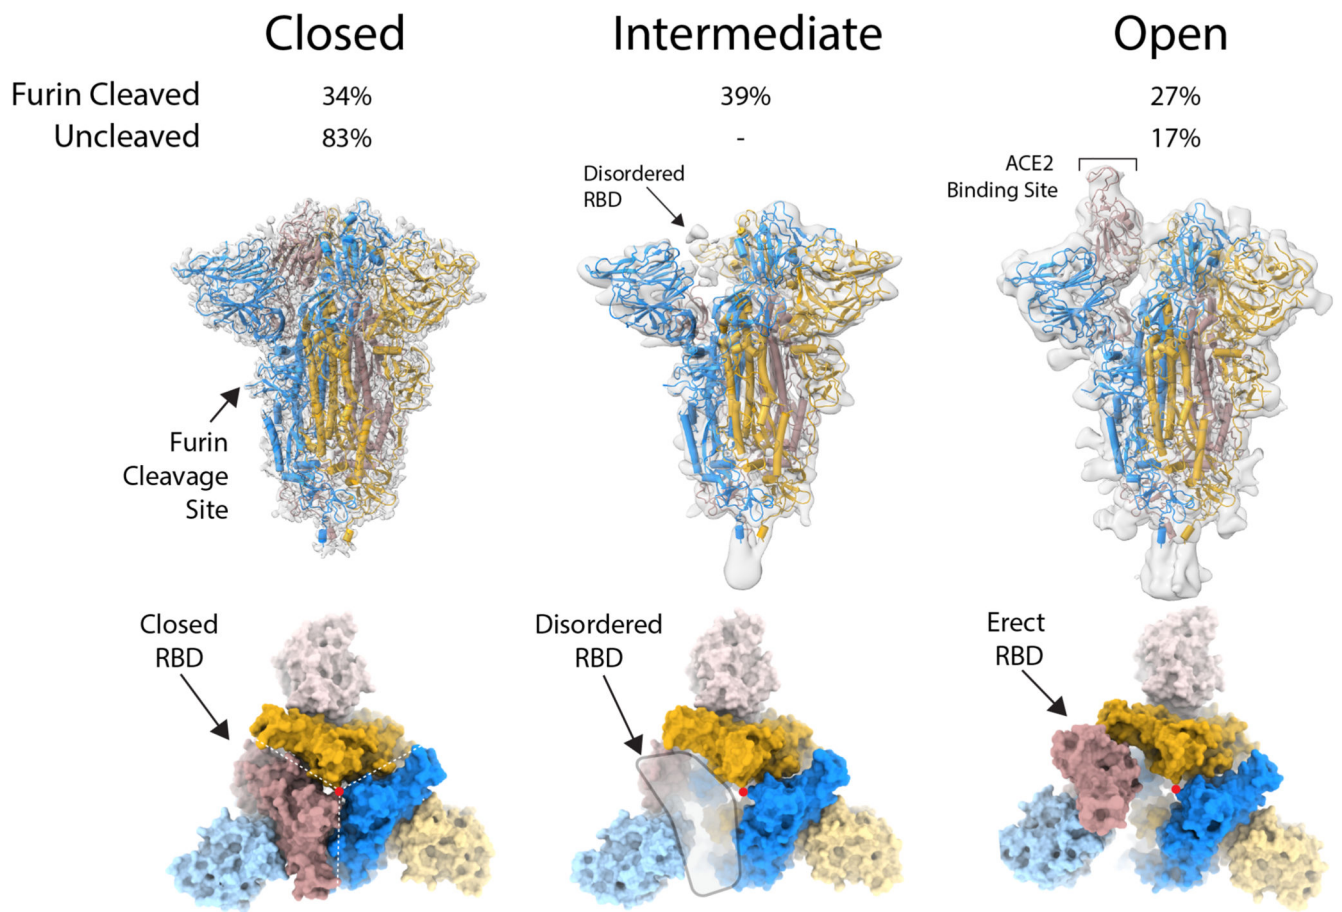 Closed
Intermediate
Open
Furin Cleaved 34% 39% 27%
Uncleaved 83% - 17%
Disordered
RBD
ACE2
Binding Site
Furin
Cleavage
Site
Closed
RBD
Disordered
RBD
Erect
RBD